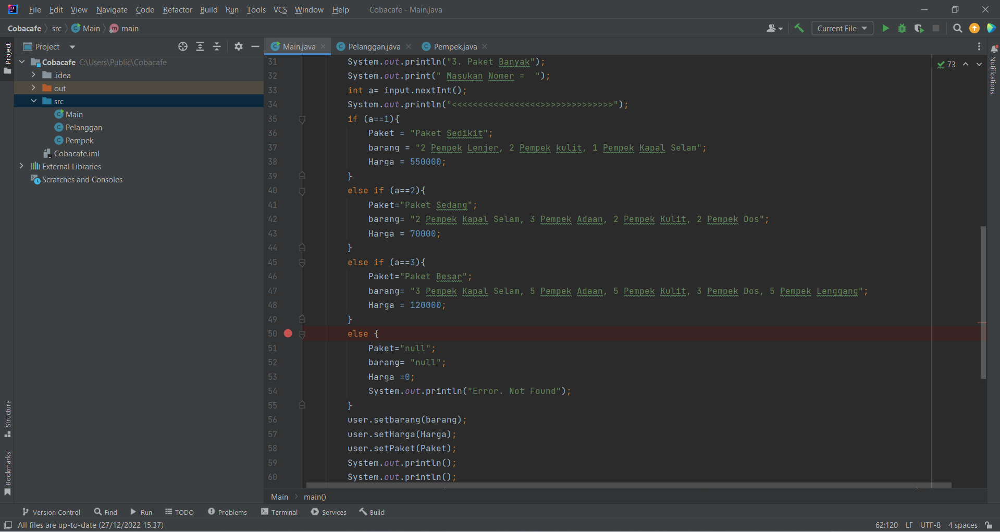 File Edit View Navigate Code Refactor Build Run Tools VCS Window Help Cobacafe - Main.java
Cobacafe src Main main Current File
Project Main.java Pelanggan.java Pempek.java
Project
Cobacafe C:\Users\Public\Cobacafe
.idea
out
src
Main
Pelanggan
Pempek
Cobacafe.iml
External Libraries
Scratches and Consoles
Structure
Bookmarks
73
Notifications
31 System.out.println("3. Paket Banyak");
32 System.out.print(" Masukan Nomer =  ");
33 int a= input.nextInt();
34 System.out.println("<<<<<<<<<<<<<<<<<>>>>>>>>>>>>>>");
35 if (a==1){
36 Paket = "Paket Sedikit";
37 barang = "2 Pempek Lenjer, 2 Pempek kulit, 1 Pempek Kapal Selam";
38 Harga = 550000;
39 }
40 else if (a==2){
41 Paket="Paket Sedang";
42 barang= "2 Pempek Kapal Selam, 3 Pempek Adaan, 2 Pempek Kulit, 2 Pempek Dos";
43 Harga = 70000;
44 }
45 else if (a==3){
46 Paket="Paket Besar";
47 barang= "3 Pempek Kapal Selam, 5 Pempek Adaan, 5 Pempek Kulit, 3 Pempek Dos, 5 Pempek Lenggang";
48 Harga = 120000;
49 }
50 else {
51 Paket="null";
52 barang= "null";
53 Harga =0;
54 System.out.println("Error. Not Found");
55 }
56 user.setbarang(barang);
57 user.setHarga(Harga);
58 user.setPaket(Paket);
59 System.out.println();
60 System.out.println();
Main main()
Version Control Find Run TODO Problems Terminal Services Build
All files are up-to-date (27/12/2022 15.37) 62:120 LF UTF-8 4 spaces